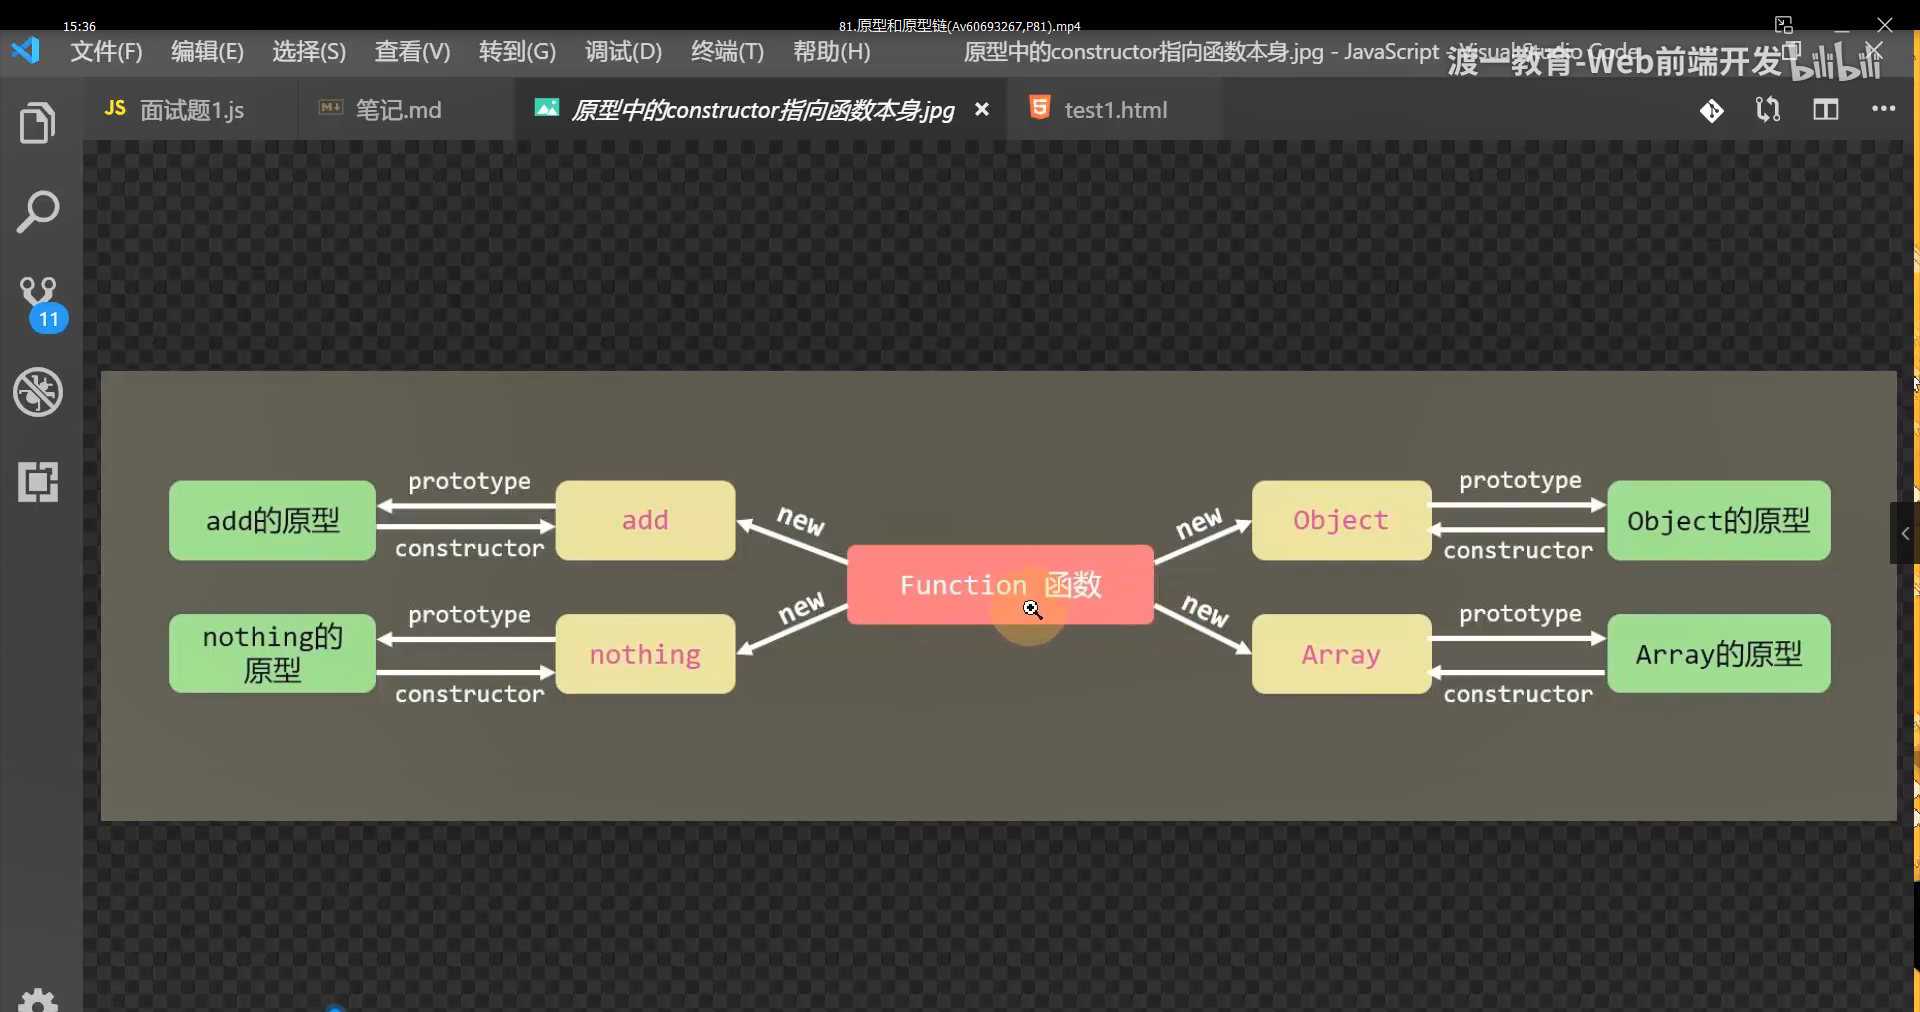 15:36
81.原型和原型链(Av60693267,P81).mp4
文件(F) 编辑(E) 选择(S) 查看(V) 转到(G) 调试(D) 终端(T) 帮助(H)
原型中的constructor指向函数本身.jpg - JavaScript - Visual Studio Code
渡一教育-Web前端开发 bilibili
JS 面试题1.js
M↓ 笔记.md
原型中的constructor指向函数本身.jpg
5 test1.html
11
add的原型
prototype
constructor
add
new
nothing的
原型
prototype
constructor
nothing
new
Function 函数
new
Object
prototype
constructor
Object的原型
new
Array
prototype
constructor
Array的原型